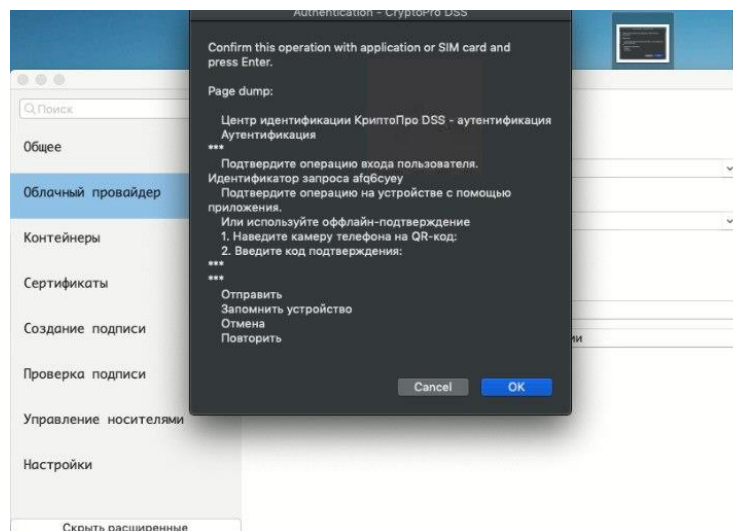 Authentication - CryptoPro DSS
Confirm this operation with application or SIM card and
press Enter.
Page dump:
Центр идентификации КриптоПро DSS - аутентификация
Аутентификация
***
Подтвердите операцию входа пользователя.
Идентификатор запроса afq6cyey
Подтвердите операцию на устройстве с помощью
приложения.
Или используйте оффлайн-подтверждение
1. Наведите камеру телефона на QR-код:
2. Введите код подтверждения:
***
***
Отправить
Запомнить устройство
Отмена
Повторить
Cancel
OK
Поиск
Общее
Облачный провайдер
Контейнеры
Сертификаты
Создание подписи
Проверка подписи
Управление носителями
Настройки
Скрыть расширенные
ии